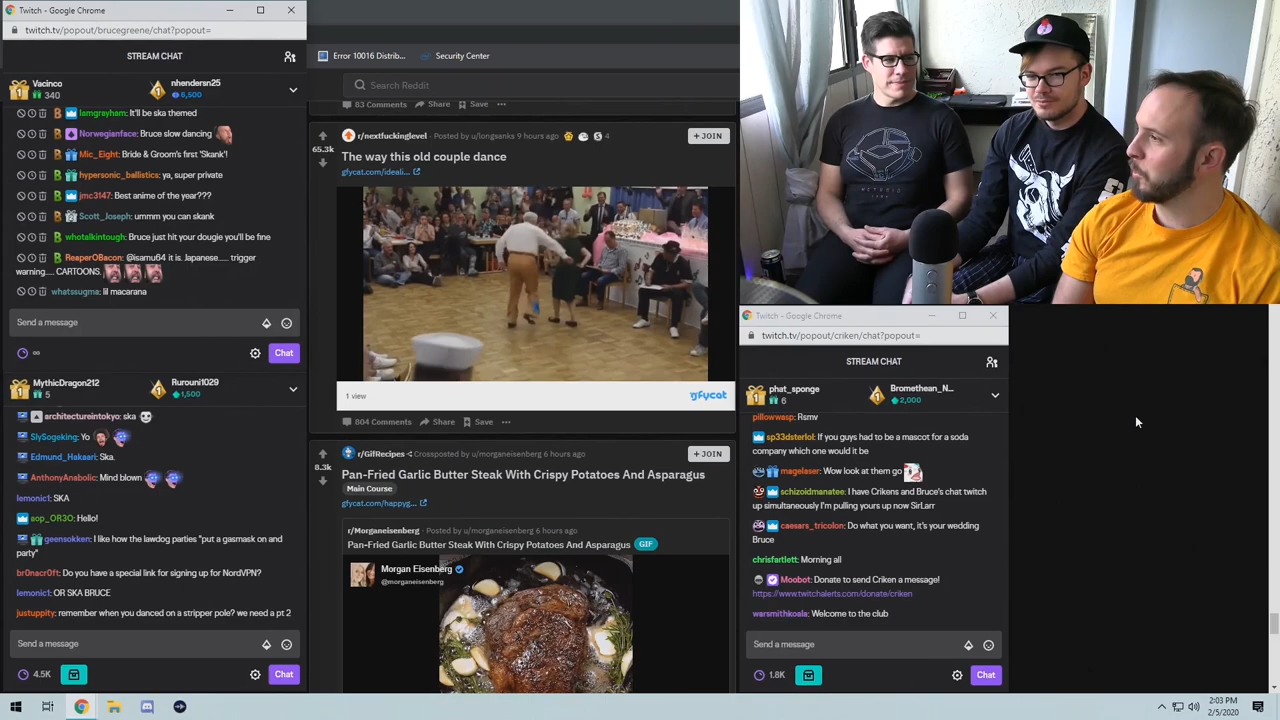 Twitch - Google Chrome
twitch.tv/popout/brucegreene/chat?popout=
STREAM CHAT
Vacinco
340
nherderen25
6,500
Iamgrayham: It'll be ska themed
Norwegianface: Bruce slow dancing
Mic_Eight: Bride & Groom's first 'Skank'!
hypersonic_ballistics: ya, super private
jmc3147: Best anime of the year???
Scott_Joseph: ummm you can skank
whotalkintough: Bruce just hit your dougie you'll be fine
ReaperOBacon: @isamu64 it is. Japanese..... trigger
warning.... CARTOONS
whatssugma: lil macarana
Send a message
∞
Chat
MythicDragon212
5
Rurouni1029
1,500
architectureintokyo: ska
SlySogeking: Yo
Edmund_Hakaari: Ska.
AnthonyAnabolic: Mind blown
lemonic1: SKA
aop_OR3O: Hello!
geensokken: I like how the lawdog parties "put a gasmask on and
party"
br0nacr0ft: Do you have a special link for signing up for NordVPN?
lemonic1: OR SKA BRUCE
justuppity: remember when you danced on a stripper pole? we need a pt 2
Send a message
4.5K
Chat
Error 10016 Distrib...
Security Center
Search Reddit
83 Comments
Share
Save
65.3k
r/nextfuckinglevel · Posted by u/longsanks 9 hours ago
4
+ JOIN
The way this old couple dance
gfycat.com/ideali...
1 view
gfycat
804 Comments
Share
Save
8.3k
r/GifRecipes · Crossposted by u/morganeisenberg 6 hours ago
+ JOIN
Pan-Fried Garlic Butter Steak With Crispy Potatoes And Asparagus
Main Course
gfycat.com/happyg...
r/Morganeisenberg · Posted by u/morganeisenberg 6 hours ago
Pan-Fried Garlic Butter Steak With Crispy Potatoes And Asparagus
GIF
Morgan Eisenberg
@morganeisenberg
Twitch - Google Chrome
twitch.tv/popout/criken/chat?popout=
STREAM CHAT
phat_sponge
6
Bromethean_N...
2,000
pillowwasp: Rsmv
sp33dsterlol: If you guys had to be a mascot for a soda
company which one would it be
magelaser: Wow look at them go
schizoidmanatee: I have Crikens and Bruce's chat twitch
up simultaneously I'm pulling yours up now SirLarr
caesars_tricolon: Do what you want, it's your wedding
Bruce
chrisfartlett: Morning all
Moobot: Donate to send Criken a message!
https://www.twitchalerts.com/donate/criken
warsmithkoala: Welcome to the club
Send a message
1.8K
Chat
2:03 PM
2/5/2020